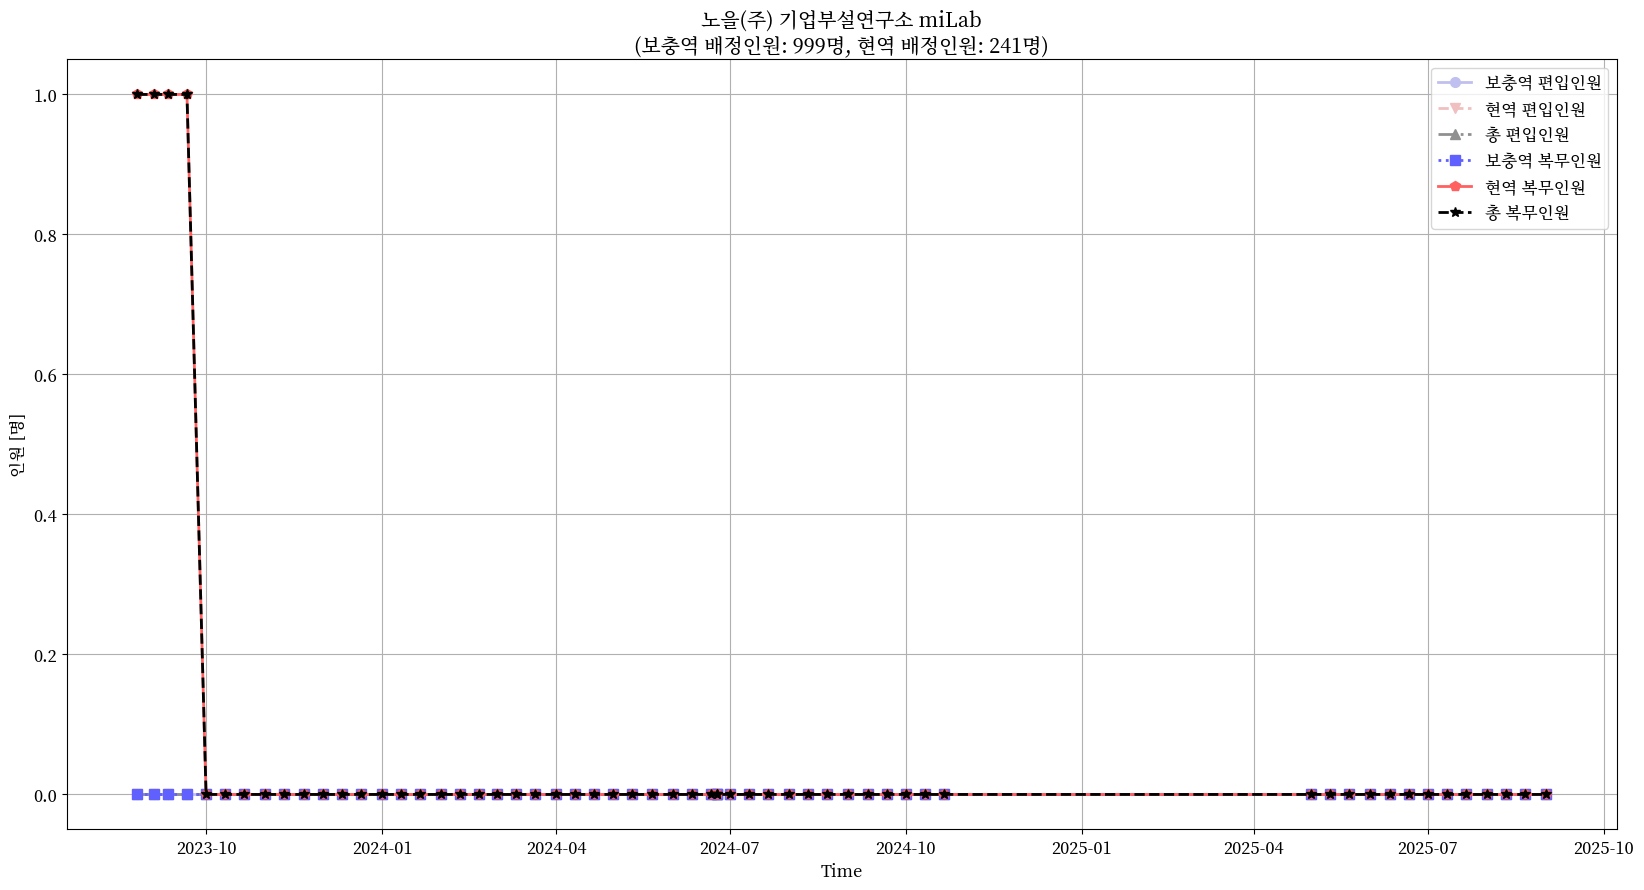 노을(주) 기업부설연구소 miLab
(보충역 배정인원: 999명, 현역 배정인원: 241명)
보충역 편입인원
현역 편입인원
총 편입인원
보충역 복무인원
현역 복무인원
총 복무인원
인원 [명]
1.0
0.8
0.6
0.4
0.2
0.0
2023-10
2024-01
2024-04
2024-07
2024-10
2025-01
2025-04
2025-07
2025-10
Time